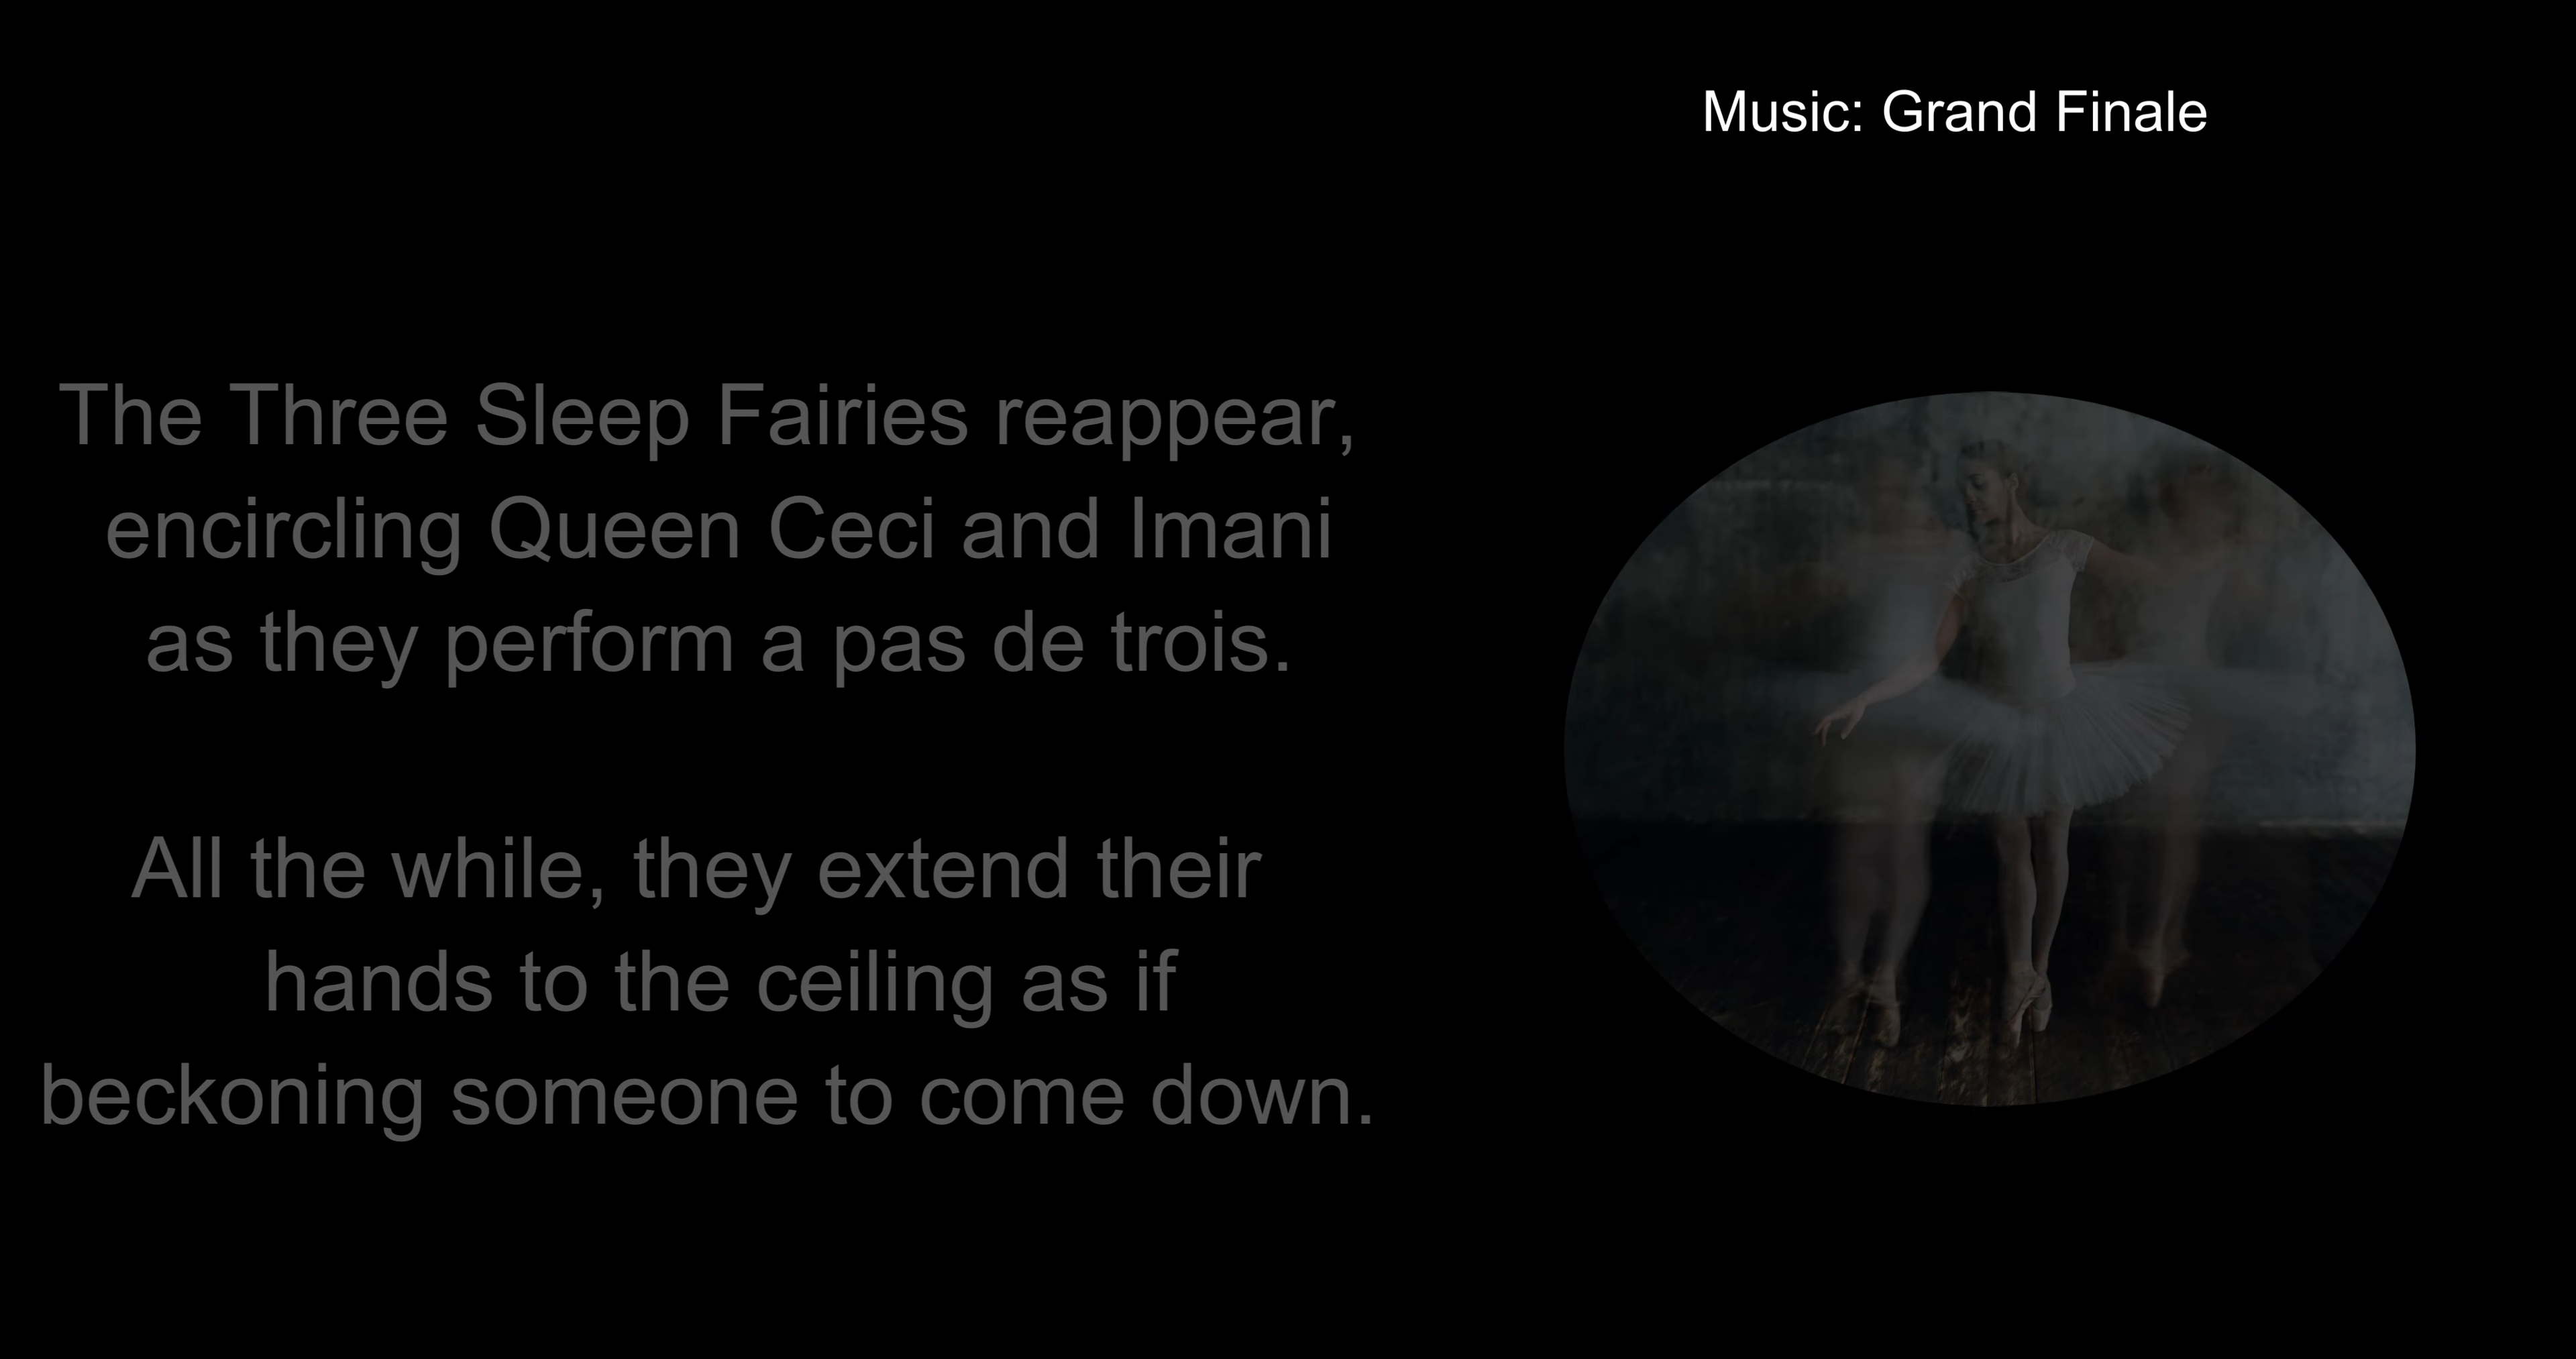 Music: Grand Finale
The Three Sleep Fairies reappear,
encircling Queen Ceci and Imani
as they perform a pas de trois.
All the while, they extend their
hands to the ceiling as if
beckoning someone to come down.